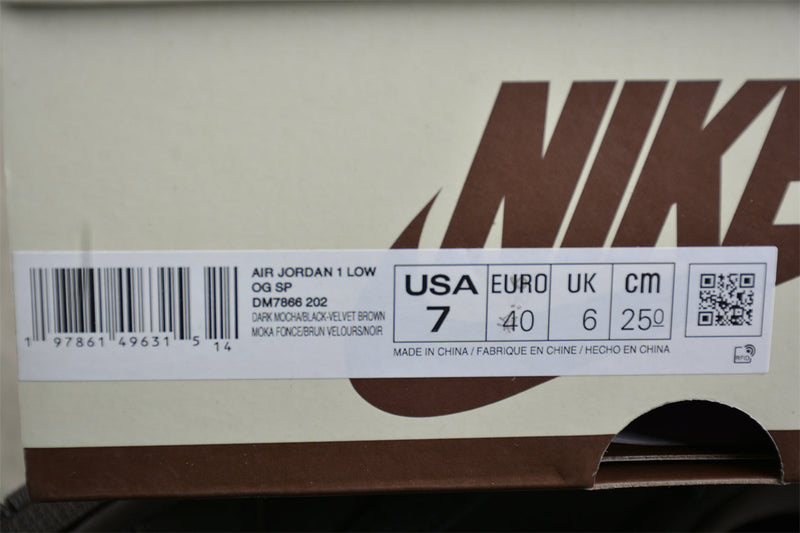 NIKE
AIR JORDAN 1 LOW
OG SP
DM7866 202
DARK MOCHA/BLACK-VELVET BROWN
MOKA FONCE/BRUN VELOURS/NOIR
1 97861 49631 5 14
USA EURO UK cm
7 40 6 25 0
MADE IN CHINA / FABRIQUE EN CHINE / HECHO EN CHINA
RFID